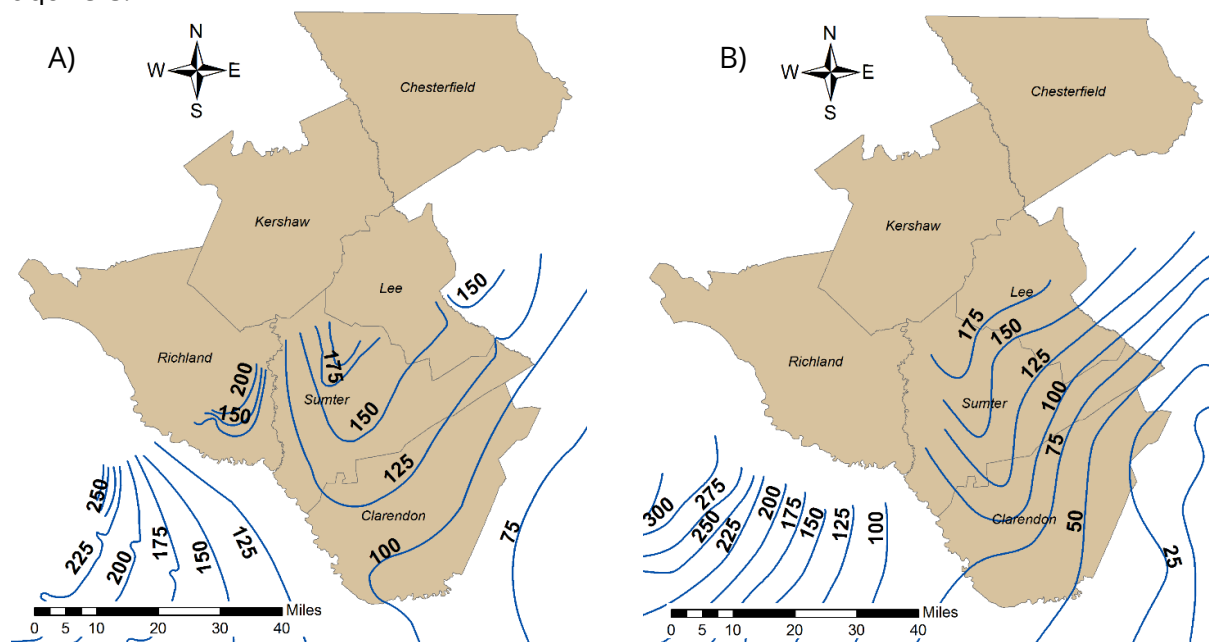 A)
N
W E
S
Chesterfield
Kershaw
Lee
150
Richland
200
175
150
Sumter
150
125
250
Clarendon
225
200
175
150
125
100
75
Miles
0 5 10 20 30 40
B)
N
W E
S
Chesterfield
Kershaw
Lee
175
150
Richland
125
Sumter
100
75
300
275
250
225
200
175
150
125
100
Clarendon
50
25
Miles
0 5 10 20 30 40